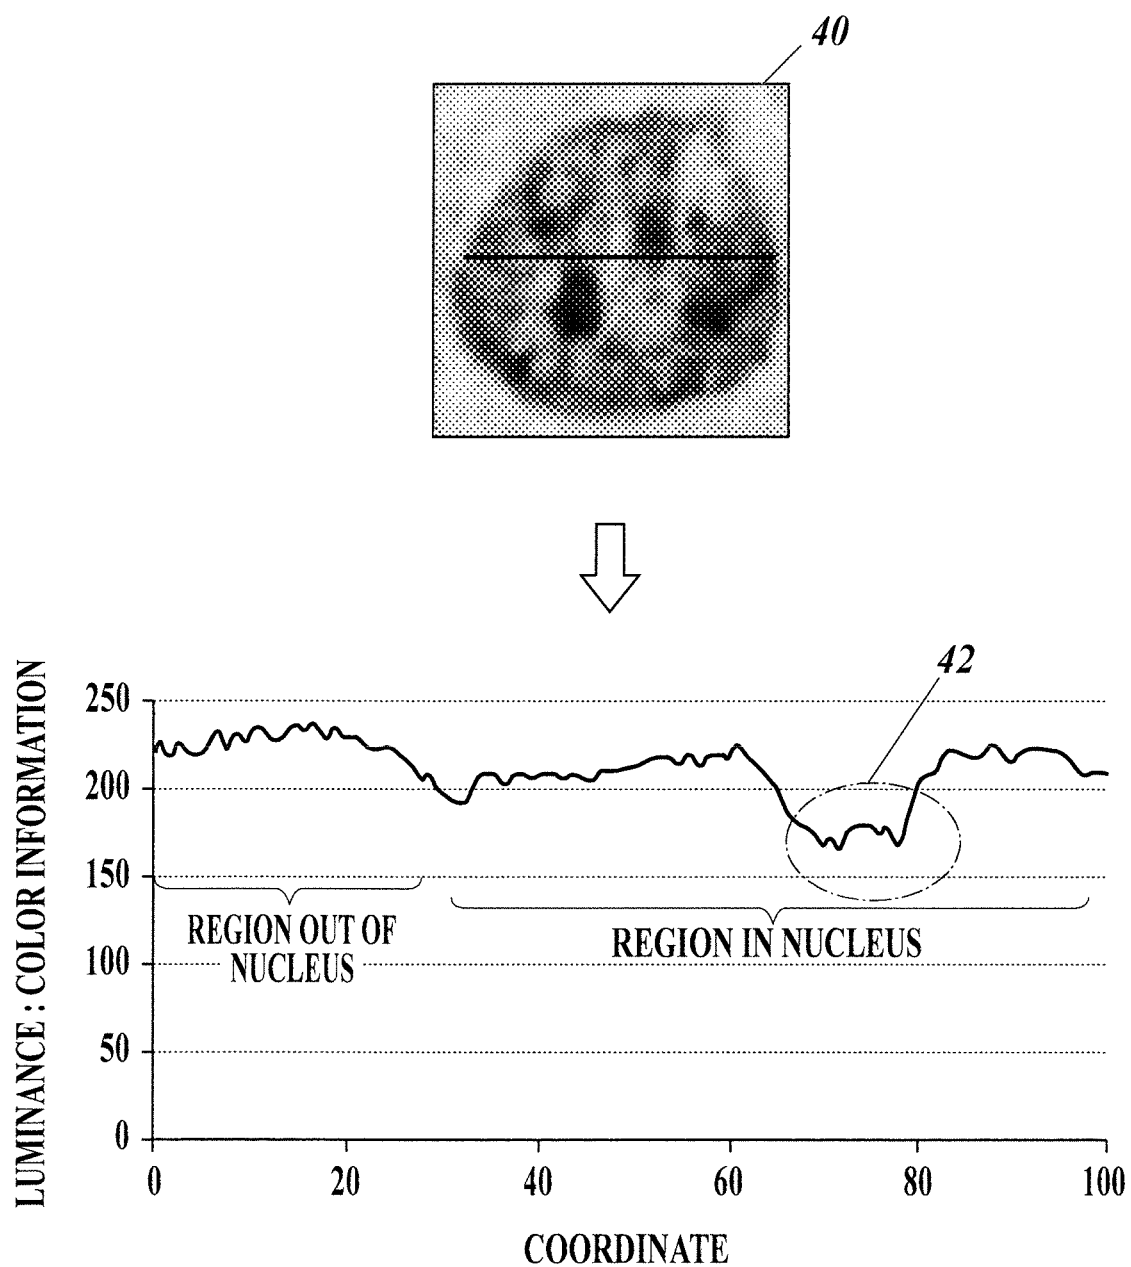 40
42
LUMINANCE : COLOR INFORMATION
250
200
150
100
50
0
REGION OUT OF
NUCLEUS
REGION IN NUCLEUS
0 20 40 60 80 100
COORDINATE